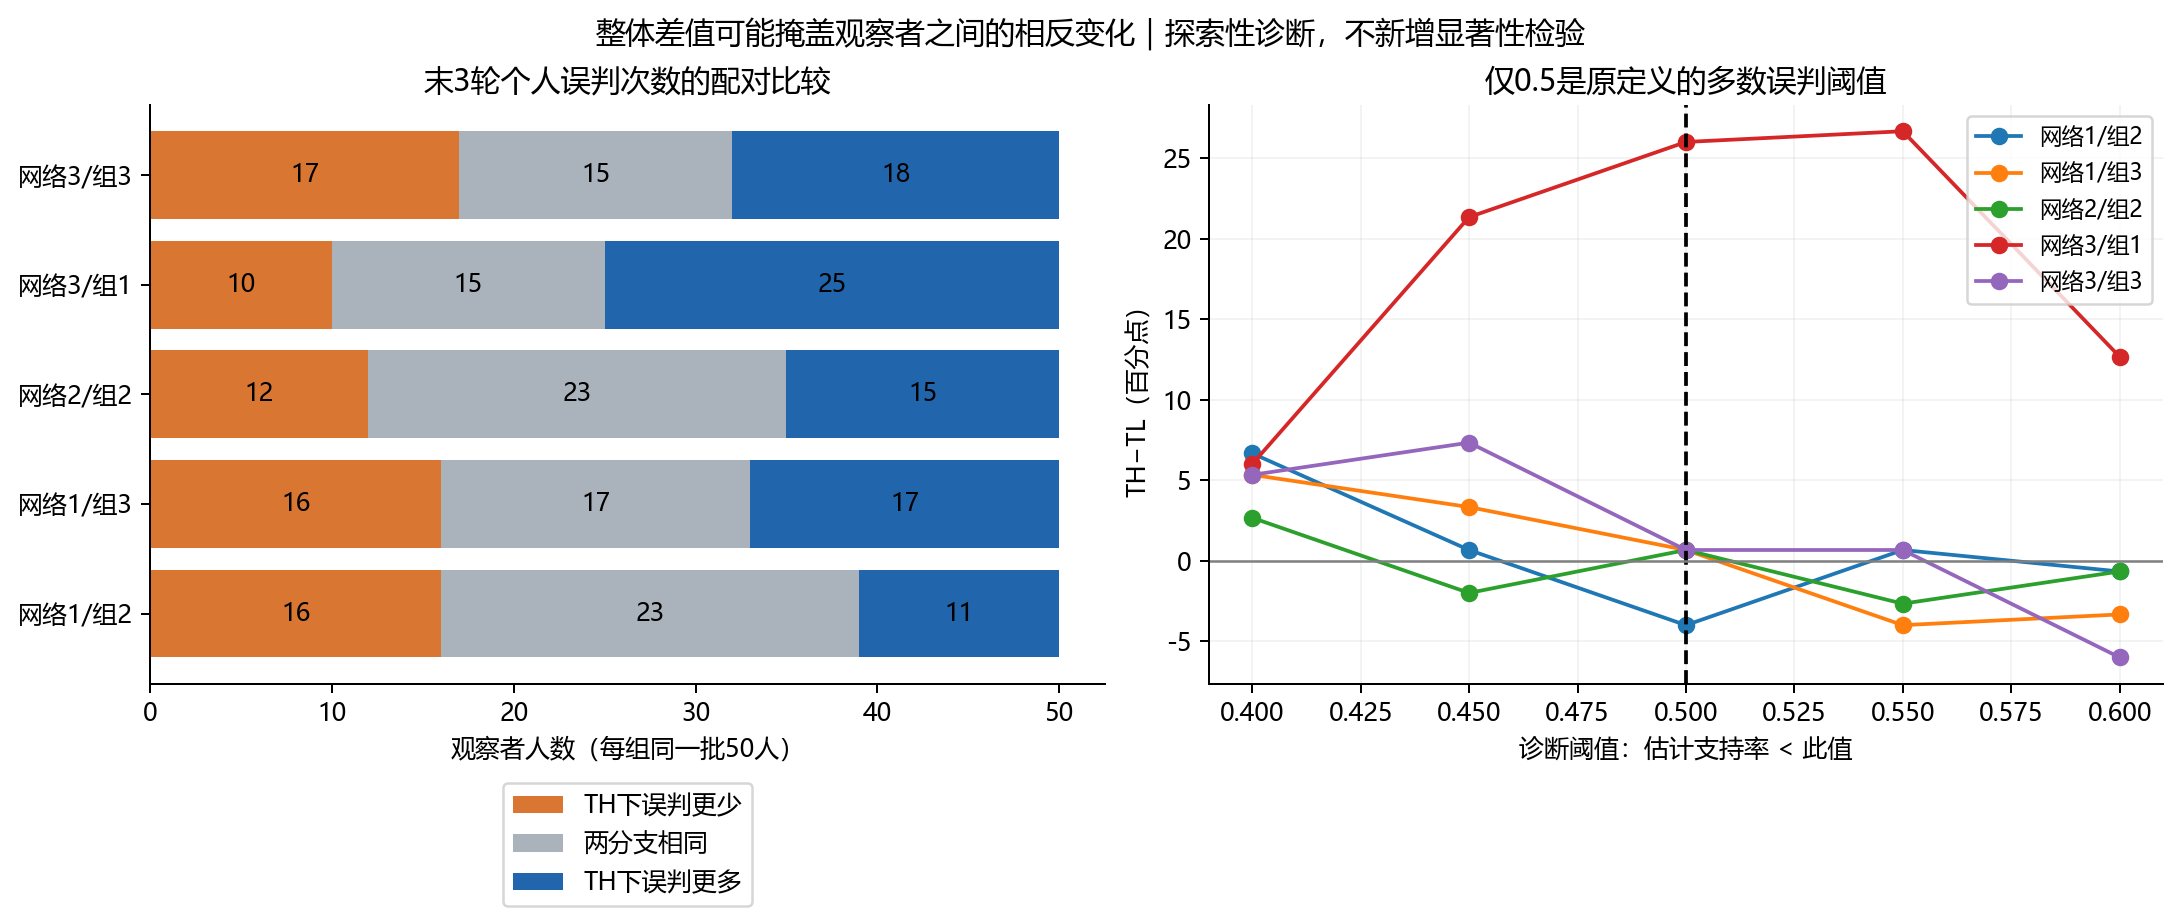 整体差值可能掩盖观察者之间的相反变化 | 探索性诊断，不新增显著性检验
末3轮个人误判次数的配对比较
网络3/组3
17
15
18
网络3/组1
10
15
25
网络2/组2
12
23
15
网络1/组3
16
17
17
网络1/组2
16
23
11
0
10
20
30
40
50
观察者人数（每组同一批50人）
TH下误判更少
两分支相同
TH下误判更多
仅0.5是原定义的多数误判阈值
TH−TL（百分点）
25
20
15
10
5
0
-5
网络1/组2
网络1/组3
网络2/组2
网络3/组1
网络3/组3
0.400
0.425
0.450
0.475
0.500
0.525
0.550
0.575
0.600
诊断阈值：估计支持率 < 此值